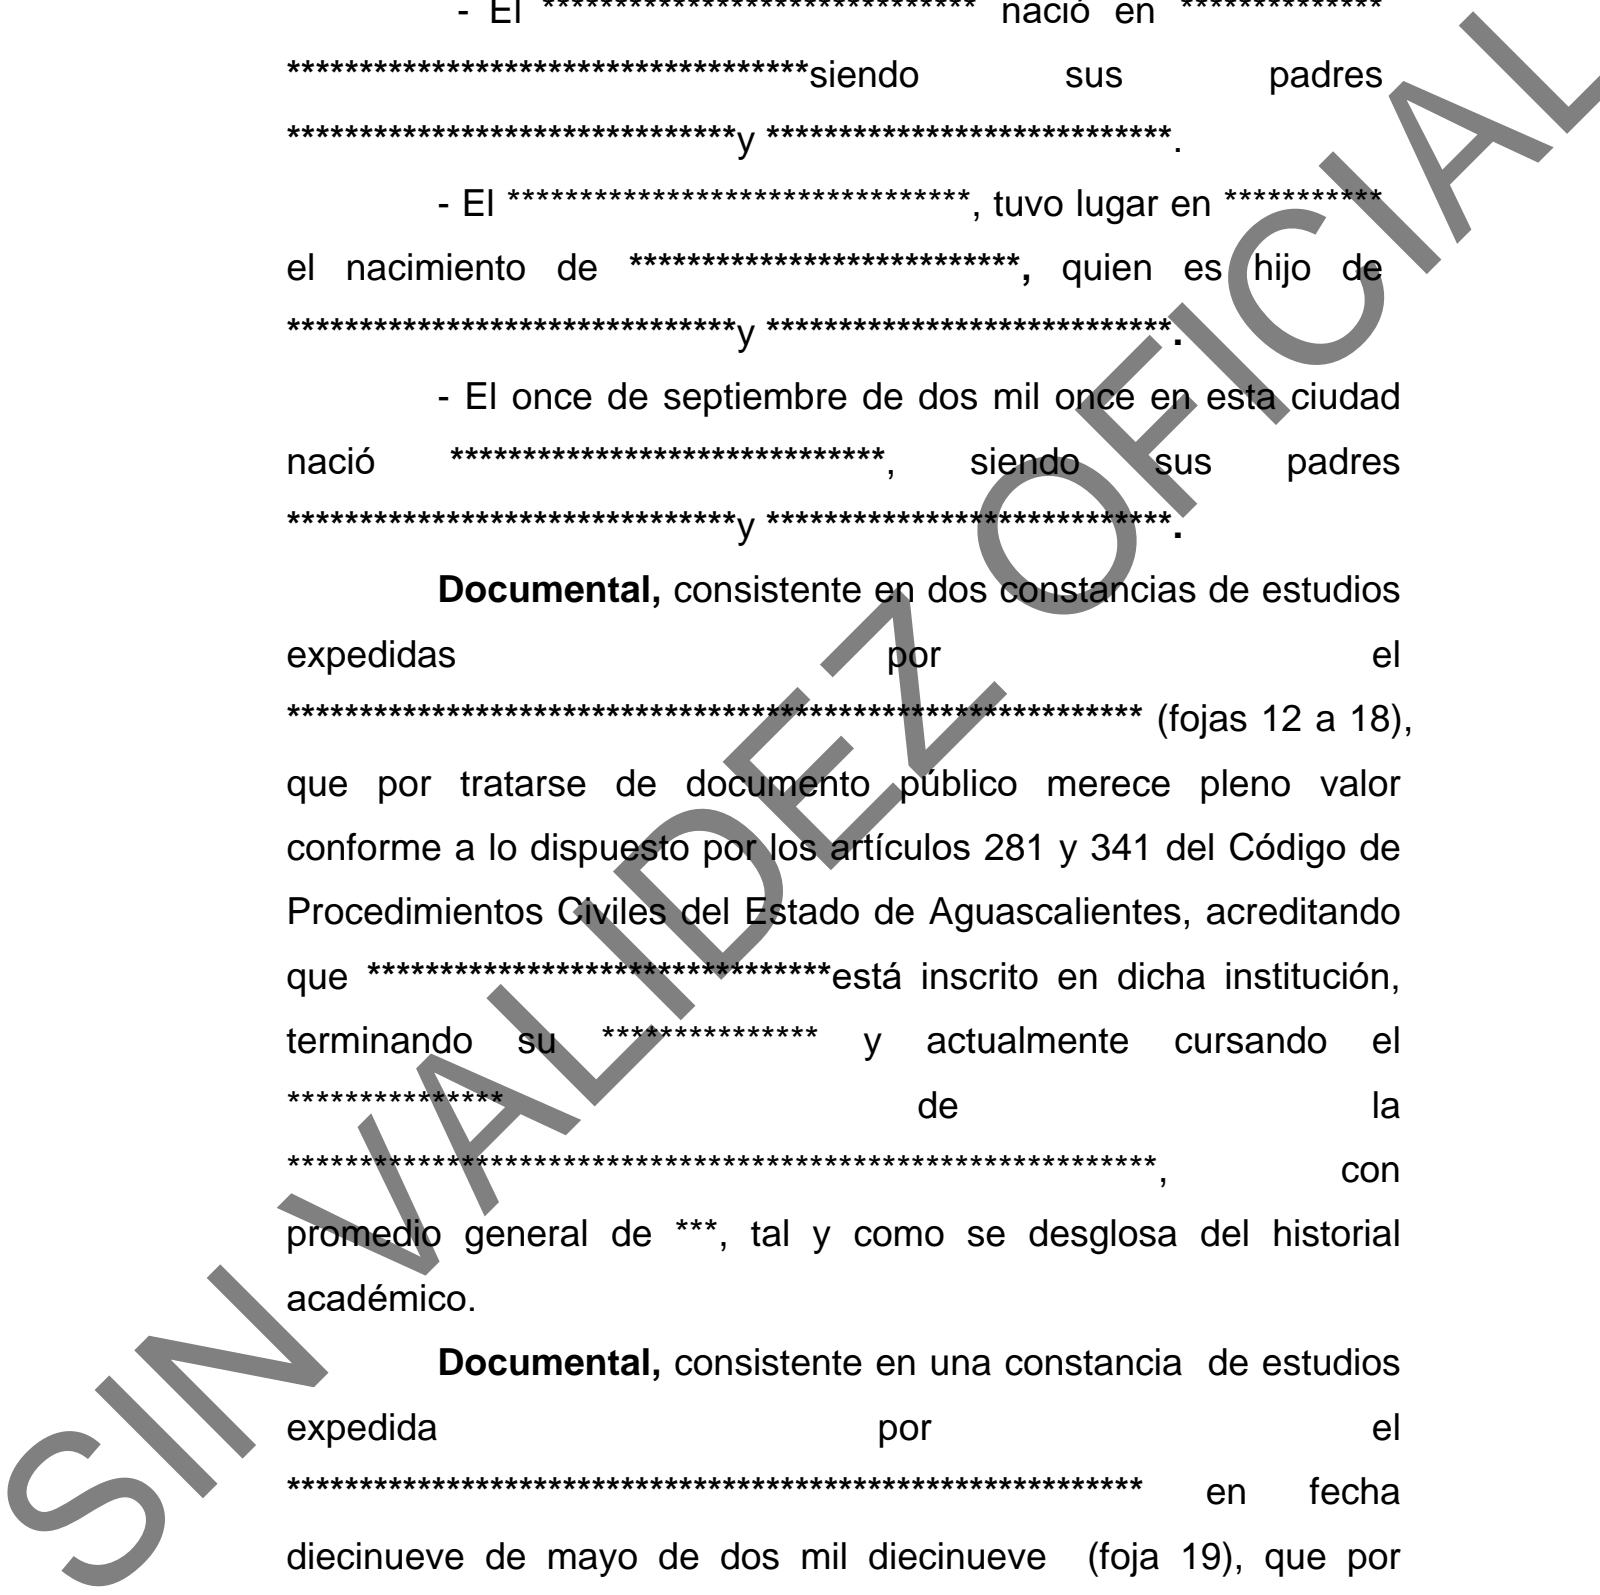 - El ****************************** nació en **************
************************************siendo sus padres
*******************************y ****************************.
- El ********************************, tuvo lugar en ***********
el nacimiento de ***************************, quien es hijo de
*******************************y ****************************.
- El once de septiembre de dos mil once en esta ciudad
nació ******************************, siendo sus padres
*******************************y ****************************.
Documental, consistente en dos constancias de estudios
expedidas por el
*********************************************************** (fojas 12 a 18),
que por tratarse de documento público merece pleno valor
conforme a lo dispuesto por los artículos 281 y 341 del Código de
Procedimientos Civiles del Estado de Aguascalientes, acreditando
que ********************************está inscrito en dicha institución,
terminando su *************** y actualmente cursando el
*************** de la
************************************************************, con
promedio general de ***, tal y como se desglosa del historial
académico.
Documental, consistente en una constancia de estudios
expedida por el
*********************************************************** en fecha
diecinueve de mayo de dos mil diecinueve (foja 19), que por
SIN VALIDEZ OFICIAL